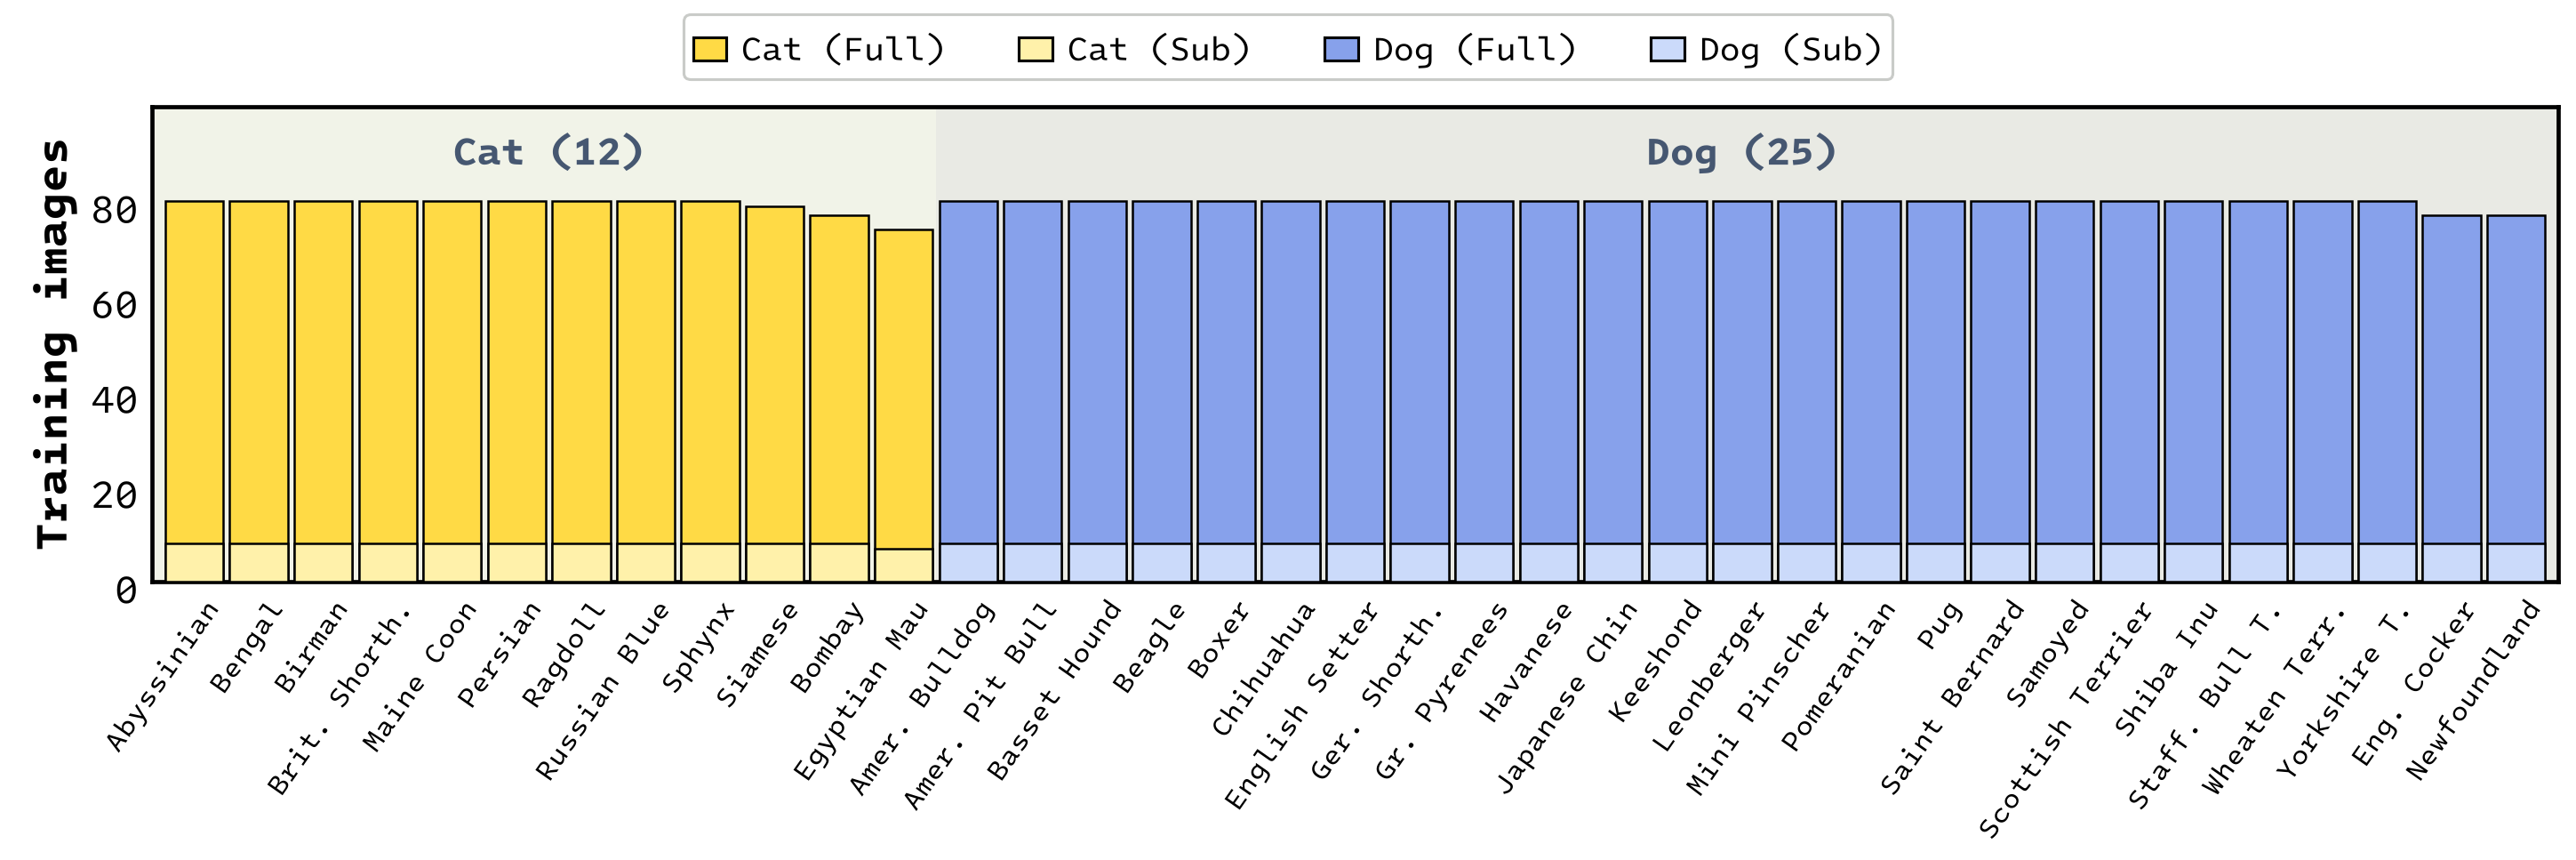 Cat (Full) Cat (Sub) Dog (Full) Dog (Sub)
Cat (12) Dog (25)
Training images
80
60
40
20
0
Abyssinian
Bengal
Birman
Brit. Shorth.
Maine Coon
Persian
Ragdoll
Russian Blue
Sphynx
Siamese
Bombay
Egyptian Mau
Amer. Bulldog
Amer. Pit Bull
Basset Hound
Beagle
Boxer
Chihuahua
English Setter
Ger. Shorth.
Gr. Pyrenees
Havanese
Japanese Chin
Keeshond
Leonberger
Mini Pinscher
Pomeranian
Pug
Saint Bernard
Samoyed
Scottish Terrier
Shiba Inu
Staff. Bull T.
Wheaten Terr.
Yorkshire T.
Eng. Cocker
Newfoundland